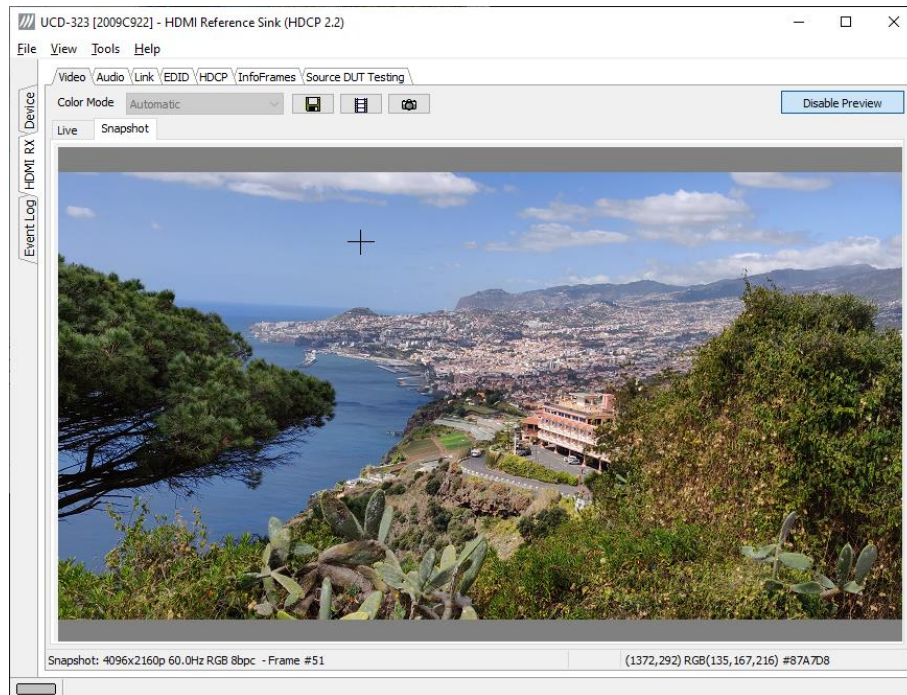 UCD-323 [2009C922] - HDMI Reference Sink (HDCP 2.2)
File View Tools Help
Device
HDMI RX
Event Log
Video Audio Link EDID HDCP InfoFrames Source DUT Testing
Color Mode Automatic Disable Preview
Live Snapshot
Snapshot: 4096x2160p 60.0Hz RGB 8bpc - Frame #51 (1372,292) RGB(135,167,216) #87A7D8